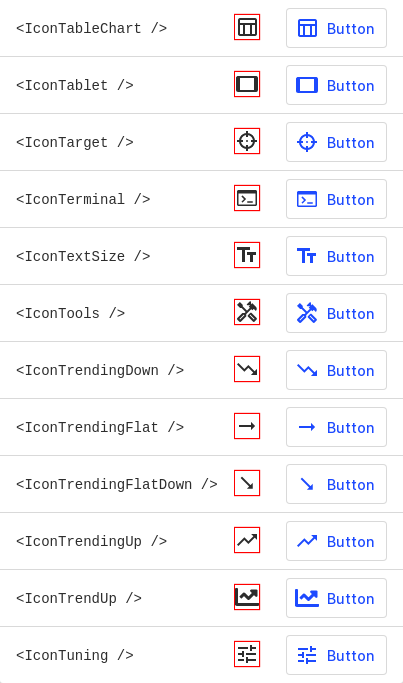 <IconTableChart /> Button
<IconTablet /> Button
<IconTarget /> Button
<IconTerminal /> Button
<IconTextSize /> Button
<IconTools /> Button
<IconTrendingDown /> Button
<IconTrendingFlat /> Button
<IconTrendingFlatDown /> Button
<IconTrendingUp /> Button
<IconTrendUp /> Button
<IconTuning /> Button